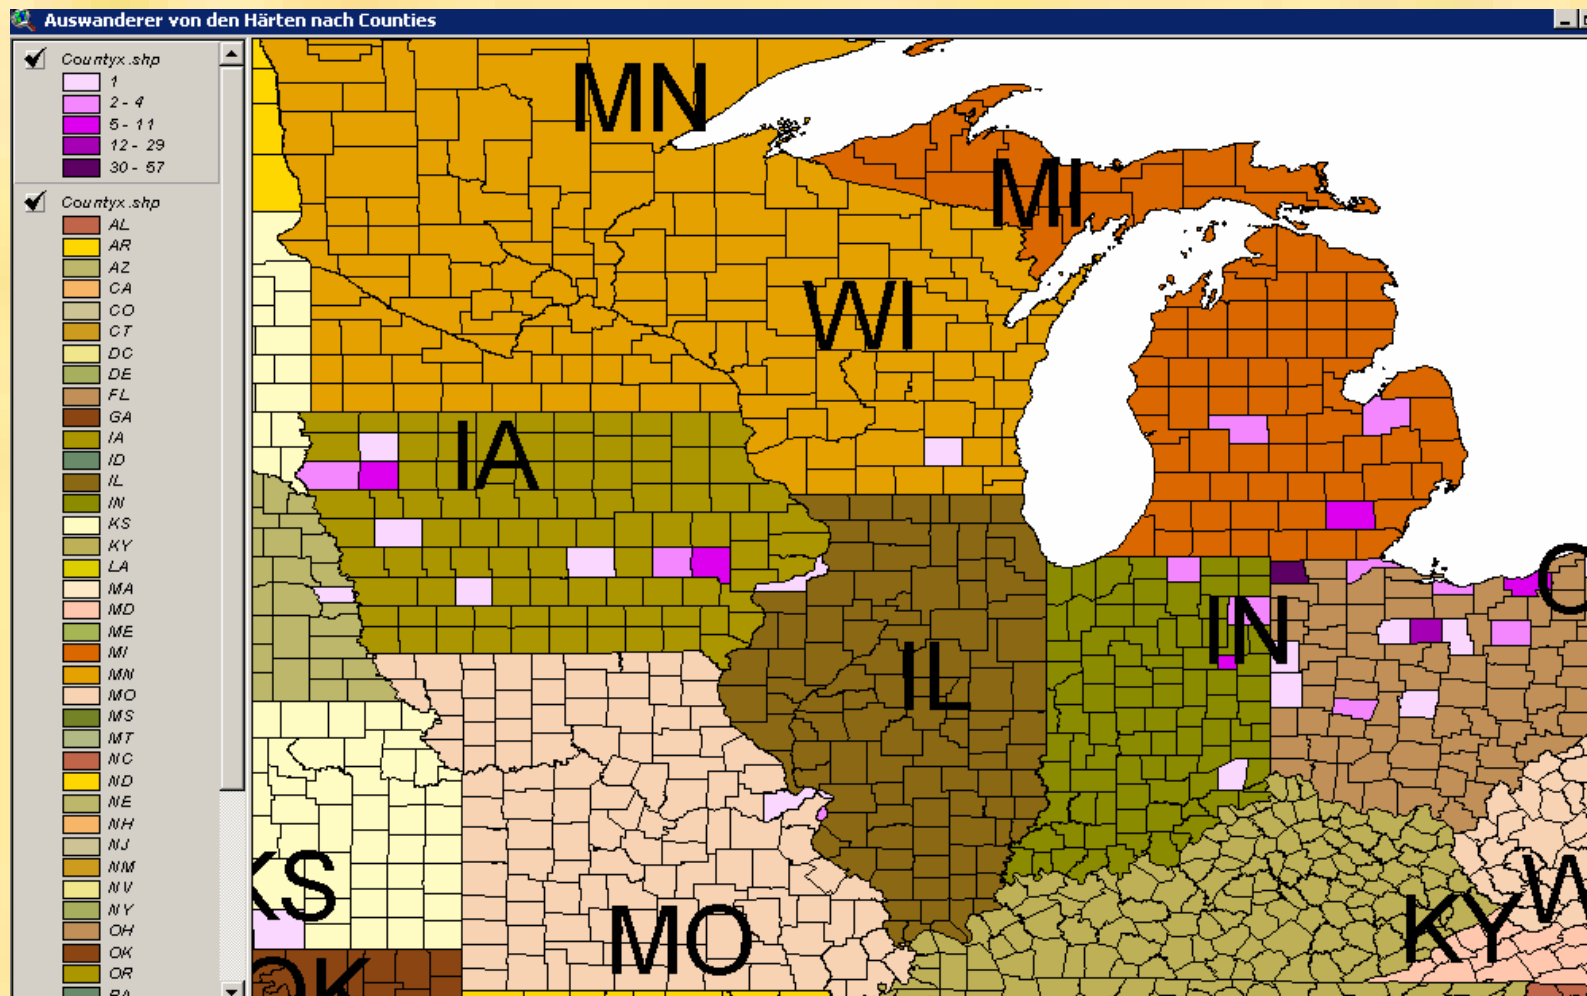 Auswanderer von den Härten nach Counties
Countyx.shp
1
2 - 4
5 - 11
12 - 29
30 - 57
Countyx.shp
AL
AR
AZ
CA
CO
CT
DC
DE
FL
GA
IA
ID
IL
IN
KS
KY
LA
MA
MD
ME
MI
MN
MO
MS
MT
NC
ND
NE
NH
NJ
NM
NV
NY
OH
OK
OR
MN
MI
WI
IA
IN
IL
KS
MO
KY
OK